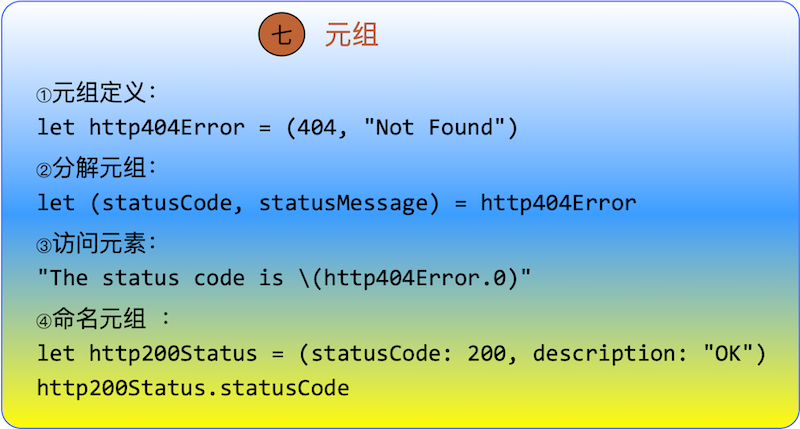 七 元组
①元组定义：
let http404Error = (404, "Not Found")
②分解元组：
let (statusCode, statusMessage) = http404Error
③访问元素：
"The status code is \(http404Error.0)"
④命名元组 ：
let http200Status = (statusCode: 200, description: "OK")
http200Status.statusCode